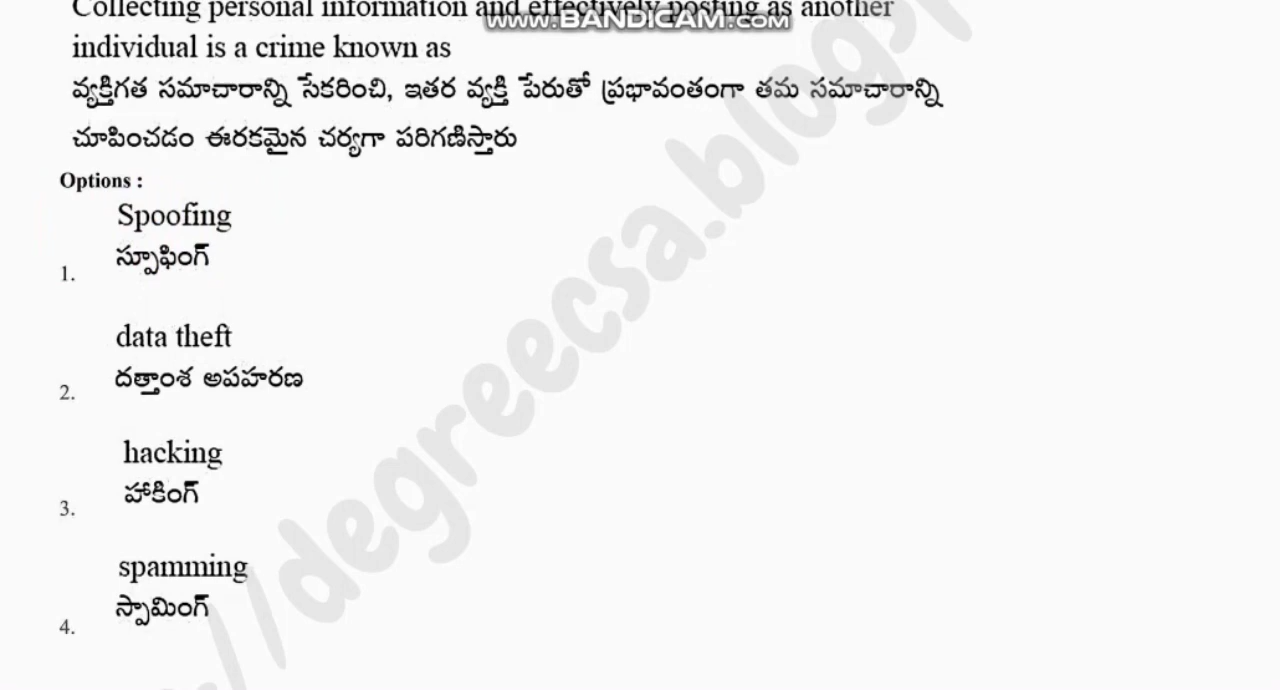 Collecting personal information and effectively posting as another
www.BANDICAM.com
individual is a crime known as
వ్యక్తిగత సమాచారాన్ని సేకరించి, ఇతర వ్యక్తి పేరుతో ప్రభావంతంగా తమ సమాచారాన్ని
చూపించడం ఈరకమైన చర్యగా పరిగణిస్తారు
Options :
Spoofing
స్పూఫింగ్
1.
data theft
దత్తాంశ అపహరణ
2.
hacking
హాకింగ్
3.
spamming
స్పామింగ్
4.
//degreecsa.blogsp